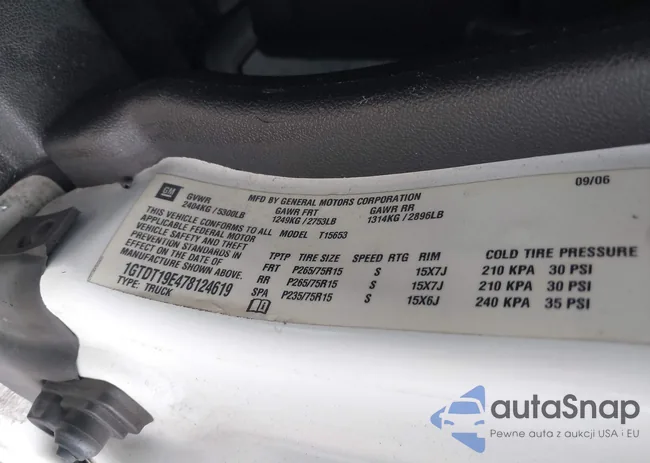 GM
MFD BY GENERAL MOTORS CORPORATION 09/06
GVWR GAWR FRT GAWR RR
2404KG / 5300LB 1249KG / 2753LB 1314KG / 2896LB
THIS VEHICLE CONFORMS TO ALL MODEL T15653
APPLICABLE FEDERAL MOTOR
VEHICLE SAFETY AND THEFT
PREVENTION STANDARDS IN
EFFECT ON THE DATE OF
MANUFACTURE SHOWN ABOVE.
1GTDT19E478124619
TYPE: TRUCK
TPTP TIRE SIZE SPEED RTG RIM COLD TIRE PRESSURE
FRT P265/75R15 S 15X7J 210 KPA 30 PSI
RR P265/75R15 S 15X7J 210 KPA 30 PSI
SPA P235/75R15 S 15X6J 240 KPA 35 PSI
autaSnap
Pewne auta z aukcji USA i EU